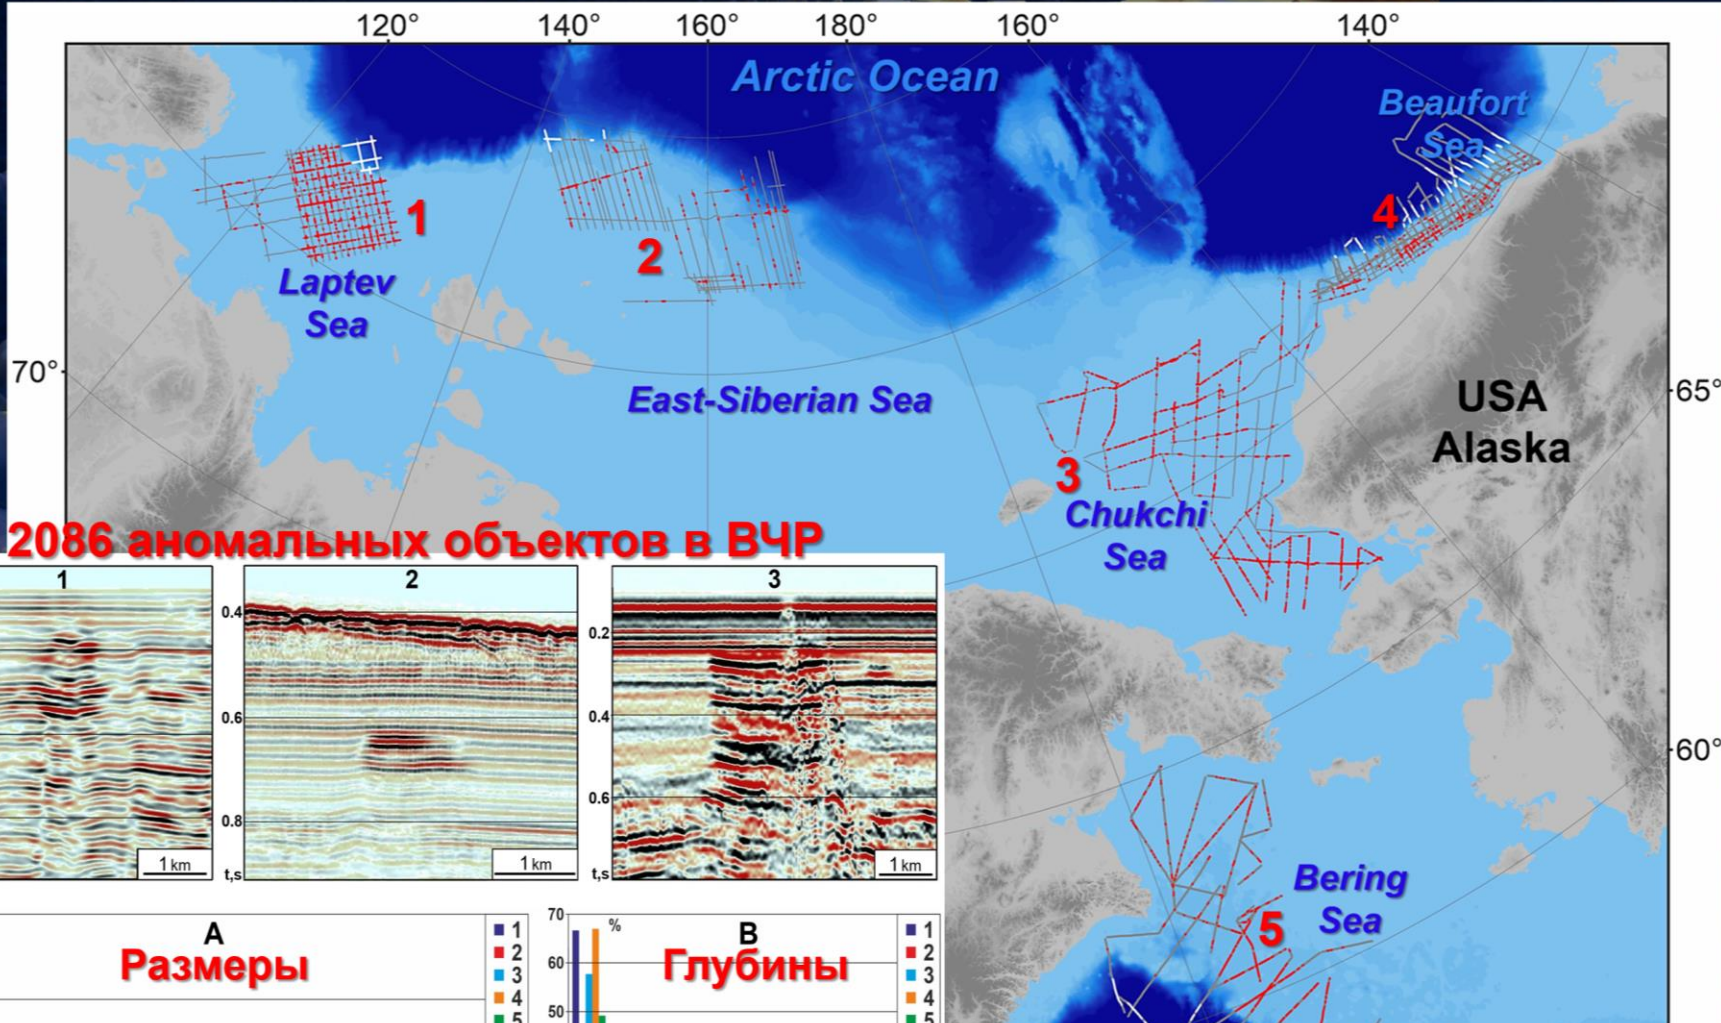 120° 140° 160° 180° 160° 140°
Arctic Ocean
Beaufort
Sea
1
2
4
Laptev
Sea
70°
East-Siberian Sea
USA
Alaska
65°
3
Chukchi
Sea
2086 аномальных объектов в ВЧР
1
2
3
0.4
0.6
0.8
t,s
1 km
0.2
0.4
0.6
t,s
1 km
1 km
60°
Bering
Sea
5
A
Размеры
1
2
3
4
5
70
60
50
%
B
Глубины
1
2
3
4
5